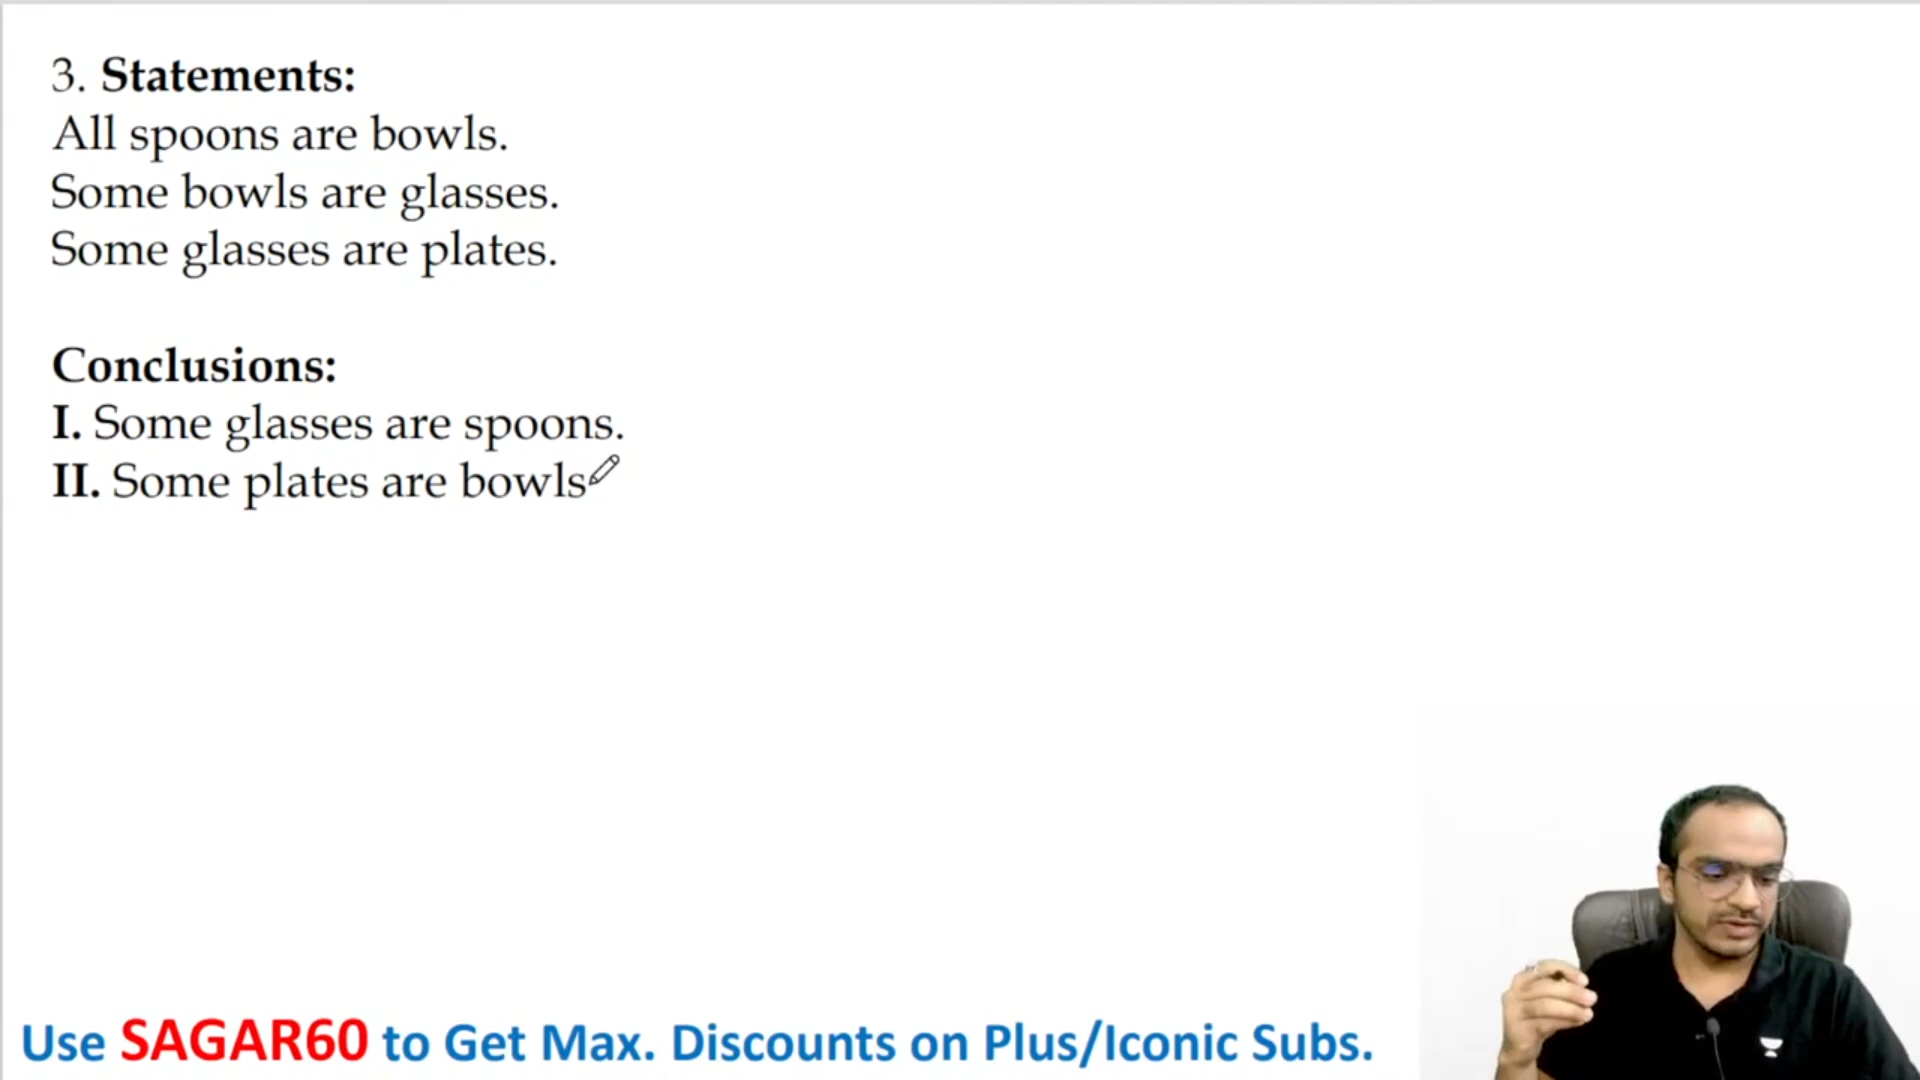 3. Statements:
All spoons are bowls.
Some bowls are glasses.
Some glasses are plates.
Conclusions:
I. Some glasses are spoons.
II. Some plates are bowls
Use SAGAR60 to Get Max. Discounts on Plus/Iconic Subs.